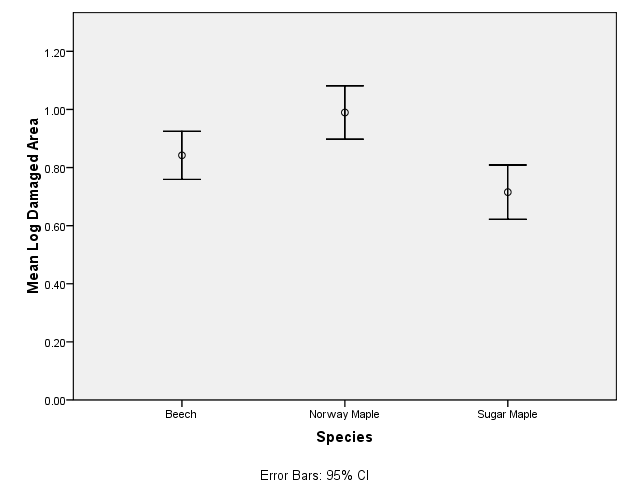 Mean Log Damaged Area
1.20
1.00
0.80
0.60
0.40
0.20
0.00
Beech
Norway Maple
Sugar Maple
Species
Error Bars: 95% CI